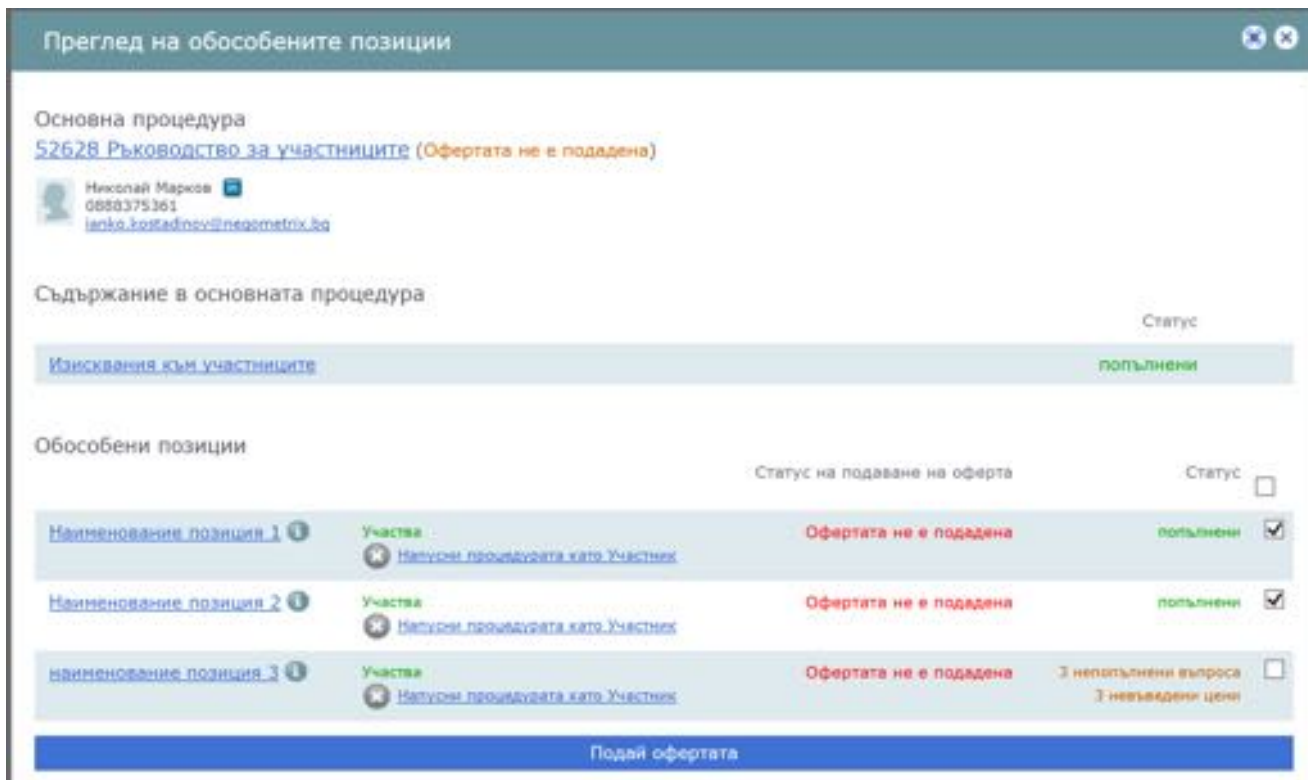 Преглед на обособените позиции
Основна процедура
52628 Ръководство за участниците (Офертата не е подадена)
Николай Марков in
0888375361
ianko.kostadinov@negometrix.bg
Съдържание в основната процедура
Статус
Изисквания към участниците попълнени
Обособени позиции
Статус на подаване на оферта Статус
Наименование позиция 1 Участва Офертата не е подадена попълнени
Напусни процедурата като Участник
Наименование позиция 2 Участва Офертата не е подадена попълнени
Напусни процедурата като Участник
наименование позиция 3 Участва Офертата не е подадена 3 непопълнени въпроса
Напусни процедурата като Участник 3 невъведени цени
Подай офертата